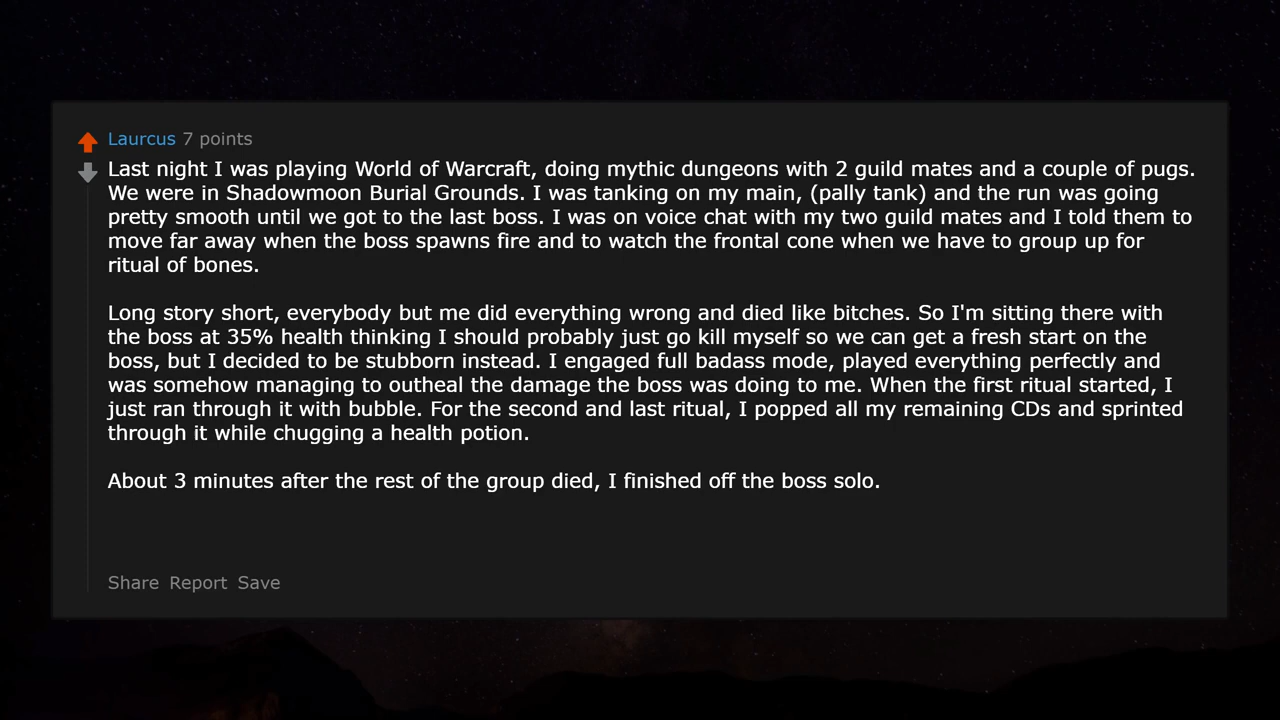 Laurcus 7 points
Last night I was playing World of Warcraft, doing mythic dungeons with 2 guild mates and a couple of pugs.
We were in Shadowmoon Burial Grounds. I was tanking on my main, (pally tank) and the run was going
pretty smooth until we got to the last boss. I was on voice chat with my two guild mates and I told them to
move far away when the boss spawns fire and to watch the frontal cone when we have to group up for
ritual of bones.
Long story short, everybody but me did everything wrong and died like bitches. So I'm sitting there with
the boss at 35% health thinking I should probably just go kill myself so we can get a fresh start on the
boss, but I decided to be stubborn instead. I engaged full badass mode, played everything perfectly and
was somehow managing to outheal the damage the boss was doing to me. When the first ritual started, I
just ran through it with bubble. For the second and last ritual, I popped all my remaining CDs and sprinted
through it while chugging a health potion.
About 3 minutes after the rest of the group died, I finished off the boss solo.
Share Report Save